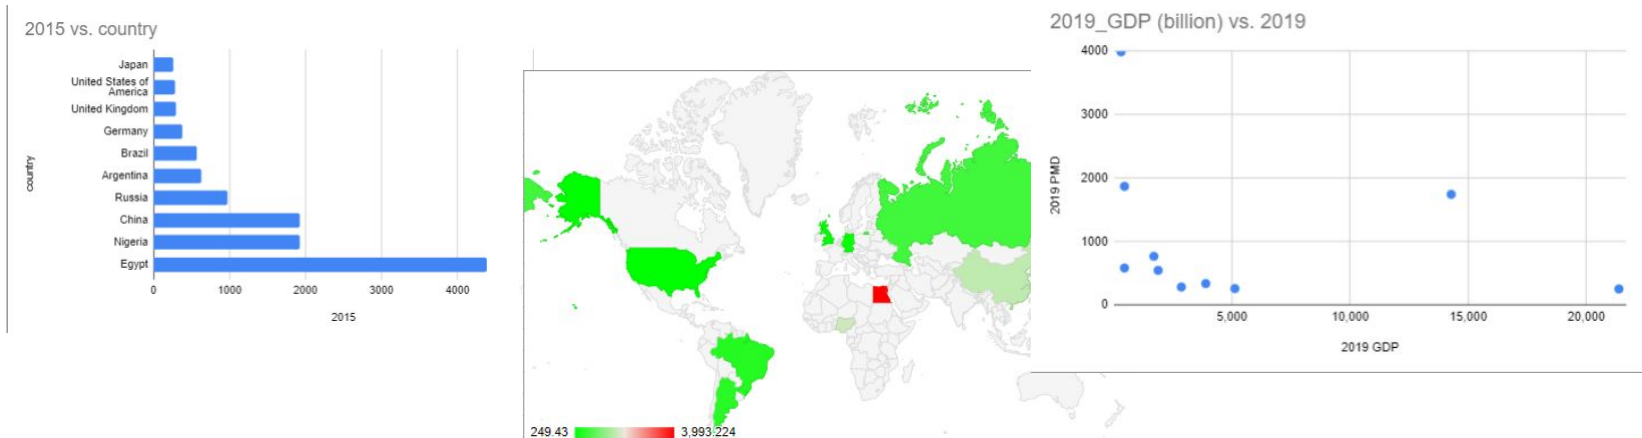 2015 vs. country
country
Japan
United States of
America
United Kingdom
Germany
Brazil
Argentina
Russia
China
Nigeria
Egypt
0 1000 2000 3000 4000
2015
249.43 3,993.224
2019_GDP (billion) vs. 2019
2019 PMD
4000
3000
2000
1000
0
5,000 10,000 15,000 20,000
2019 GDP